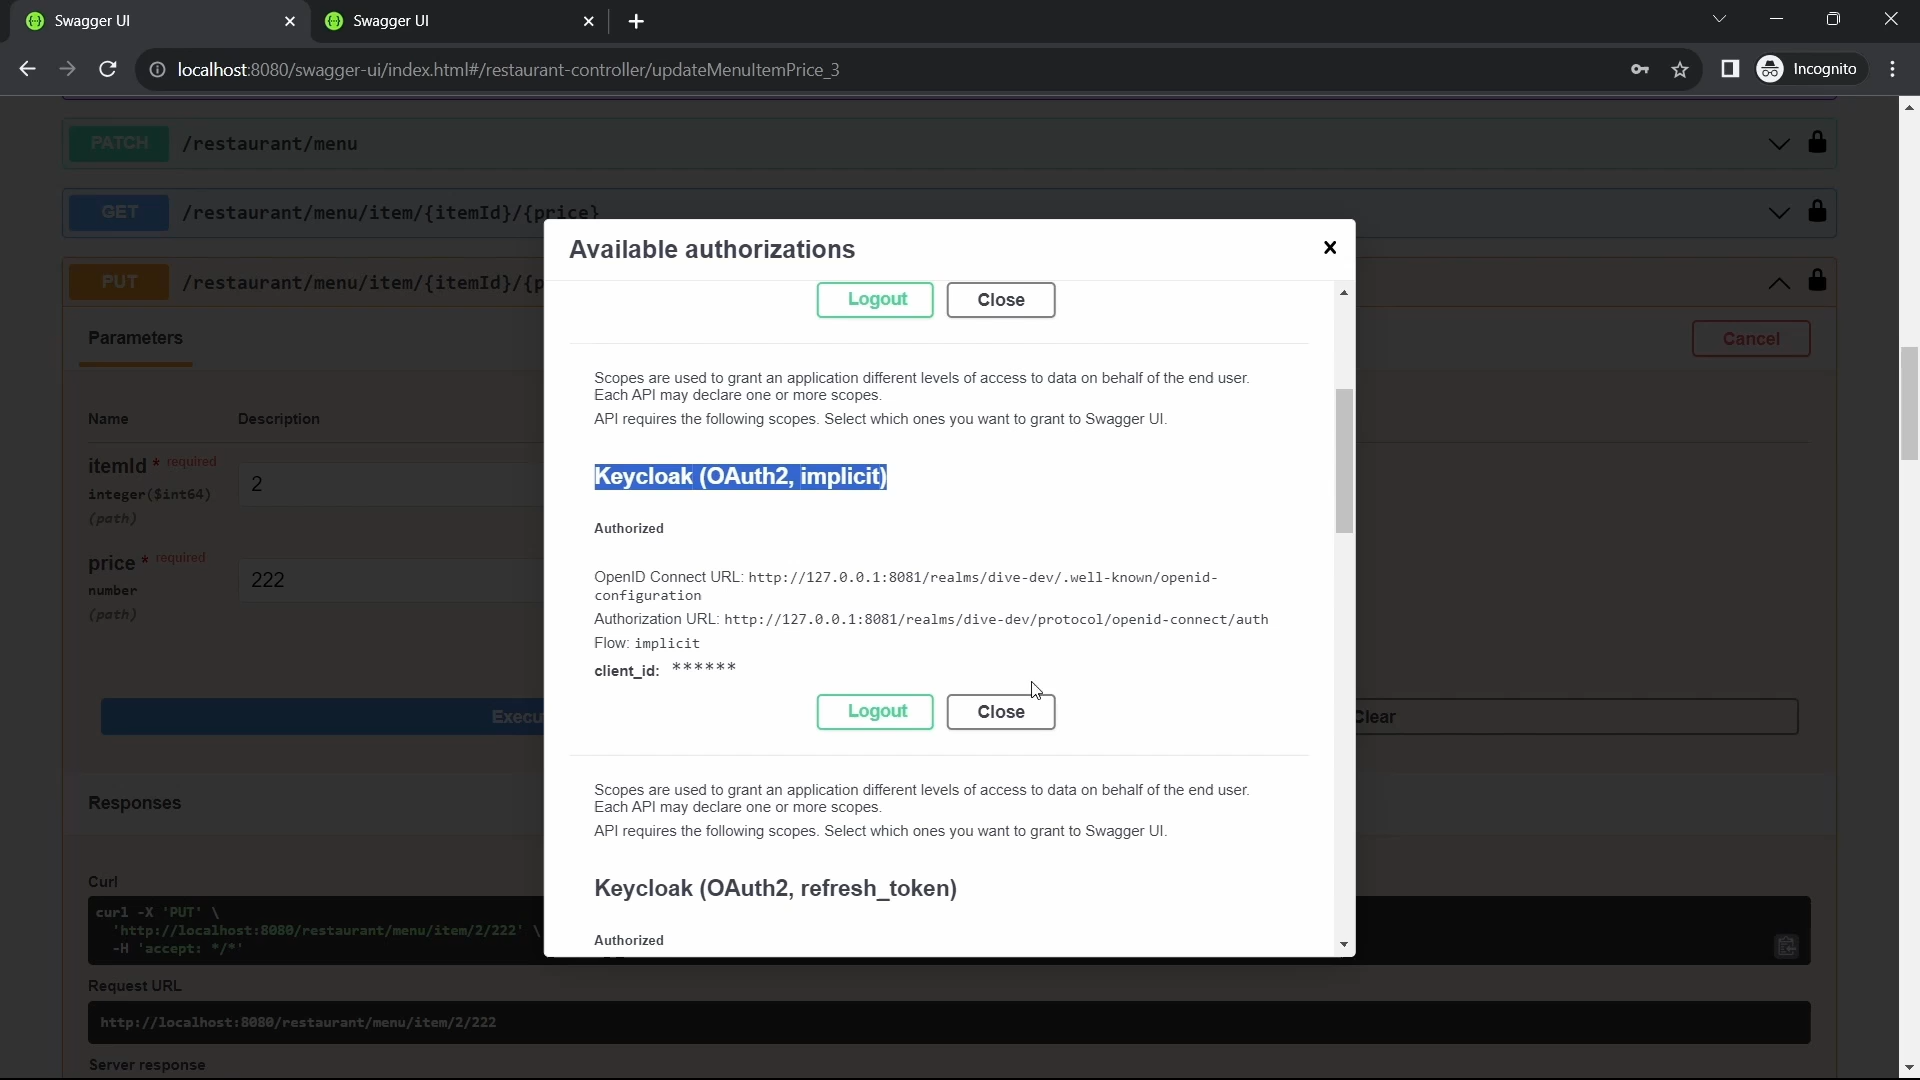 Swagger UI
Swagger UI
localhost:8080/swagger-ui/index.html#/restaurant-controller/updateMenuItemPrice_3
Incognito
PATCH /restaurant/menu
GET /restaurant/menu/item/{itemId}/{price}
PUT /restaurant/menu/item/{itemId}/{p
Available authorizations
Logout Close
Parameters
Cancel
Scopes are used to grant an application different levels of access to data on behalf of the end user.
Each API may declare one or more scopes.
API requires the following scopes. Select which ones you want to grant to Swagger UI.
Name Description
itemId * required
integer($int64)
(path)
2
Keycloak (OAuth2, implicit)
Authorized
price * required
number
(path)
222
OpenID Connect URL: http://127.0.0.1:8081/realms/dive-dev/.well-known/openid-
configuration
Authorization URL: http://127.0.0.1:8081/realms/dive-dev/protocol/openid-connect/auth
Flow: implicit
client_id: ******
Logout Close
Execu
Clear
Scopes are used to grant an application different levels of access to data on behalf of the end user.
Each API may declare one or more scopes.
API requires the following scopes. Select which ones you want to grant to Swagger UI.
Responses
Keycloak (OAuth2, refresh_token)
Authorized
Curl
curl -X 'PUT' \
'http://localhost:8080/restaurant/menu/item/2/222' \
-H 'accept: */*'
Request URL
http://localhost:8080/restaurant/menu/item/2/222
Server response